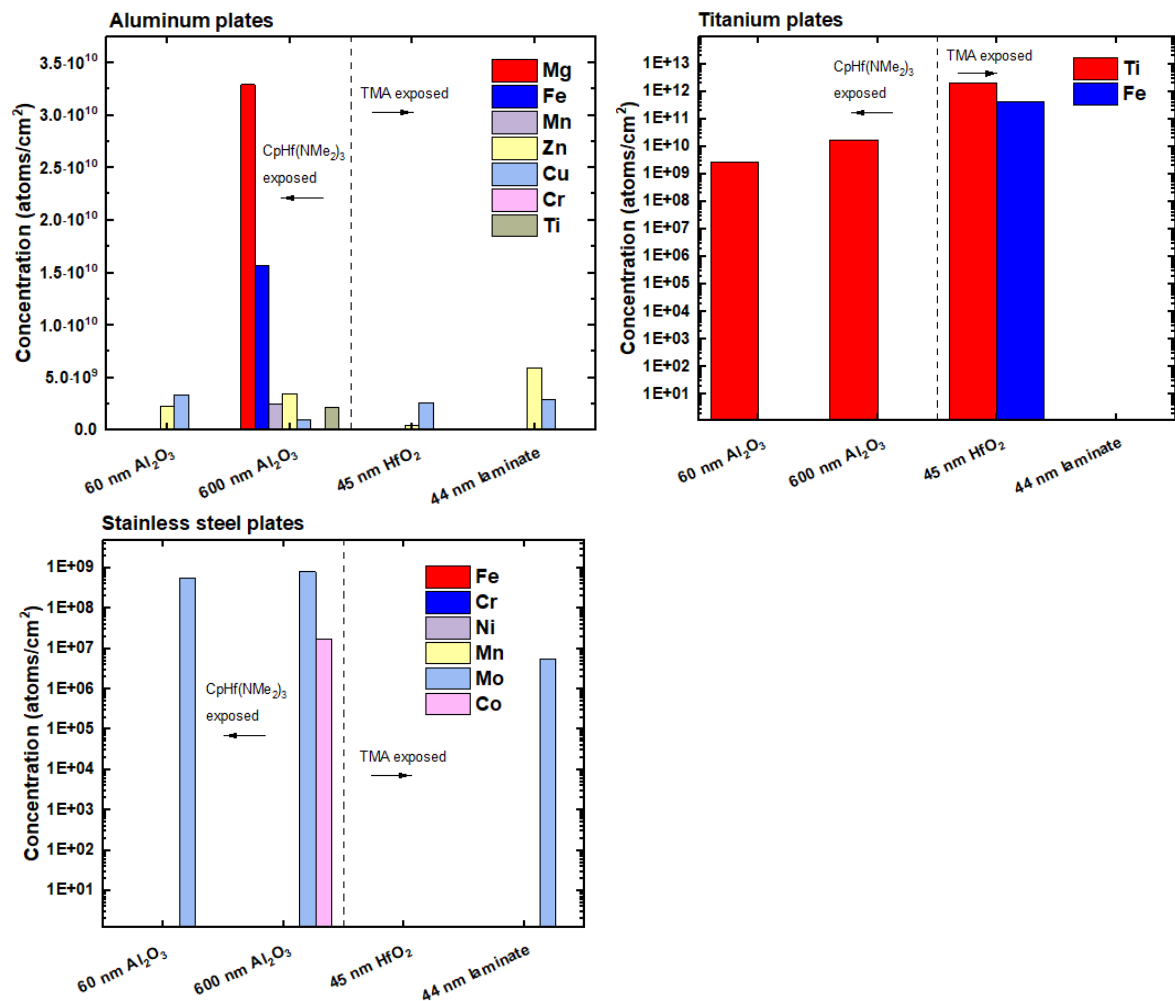 Aluminum plates
Concentration (atoms/cm²)
3.5·10¹⁰
3.0·10¹⁰
2.5·10¹⁰
2.0·10¹⁰
1.5·10¹⁰
1.0·10¹⁰
5.0·10⁹
0.0
Mg
Fe
Mn
Zn
Cu
Cr
Ti
TMA exposed
CpHf(NMe₂)₃
exposed
60 nm Al₂O₃
600 nm Al₂O₃
45 nm HfO₂
44 nm laminate
Titanium plates
Concentration (atoms/cm²)
1E+13
1E+12
1E+11
1E+10
1E+09
1E+08
1E+07
1E+06
1E+05
1E+04
1E+03
1E+02
1E+01
CpHf(NMe₂)₃
exposed
TMA exposed
Ti
Fe
60 nm Al₂O₃
600 nm Al₂O₃
45 nm HfO₂
44 nm laminate
Stainless steel plates
Concentration (atoms/cm²)
1E+09
1E+08
1E+07
1E+06
1E+05
1E+04
1E+03
1E+02
1E+01
Fe
Cr
Ni
Mn
Mo
Co
CpHf(NMe₂)₃
exposed
TMA exposed
60 nm Al₂O₃
600 nm Al₂O₃
45 nm HfO₂
44 nm laminate